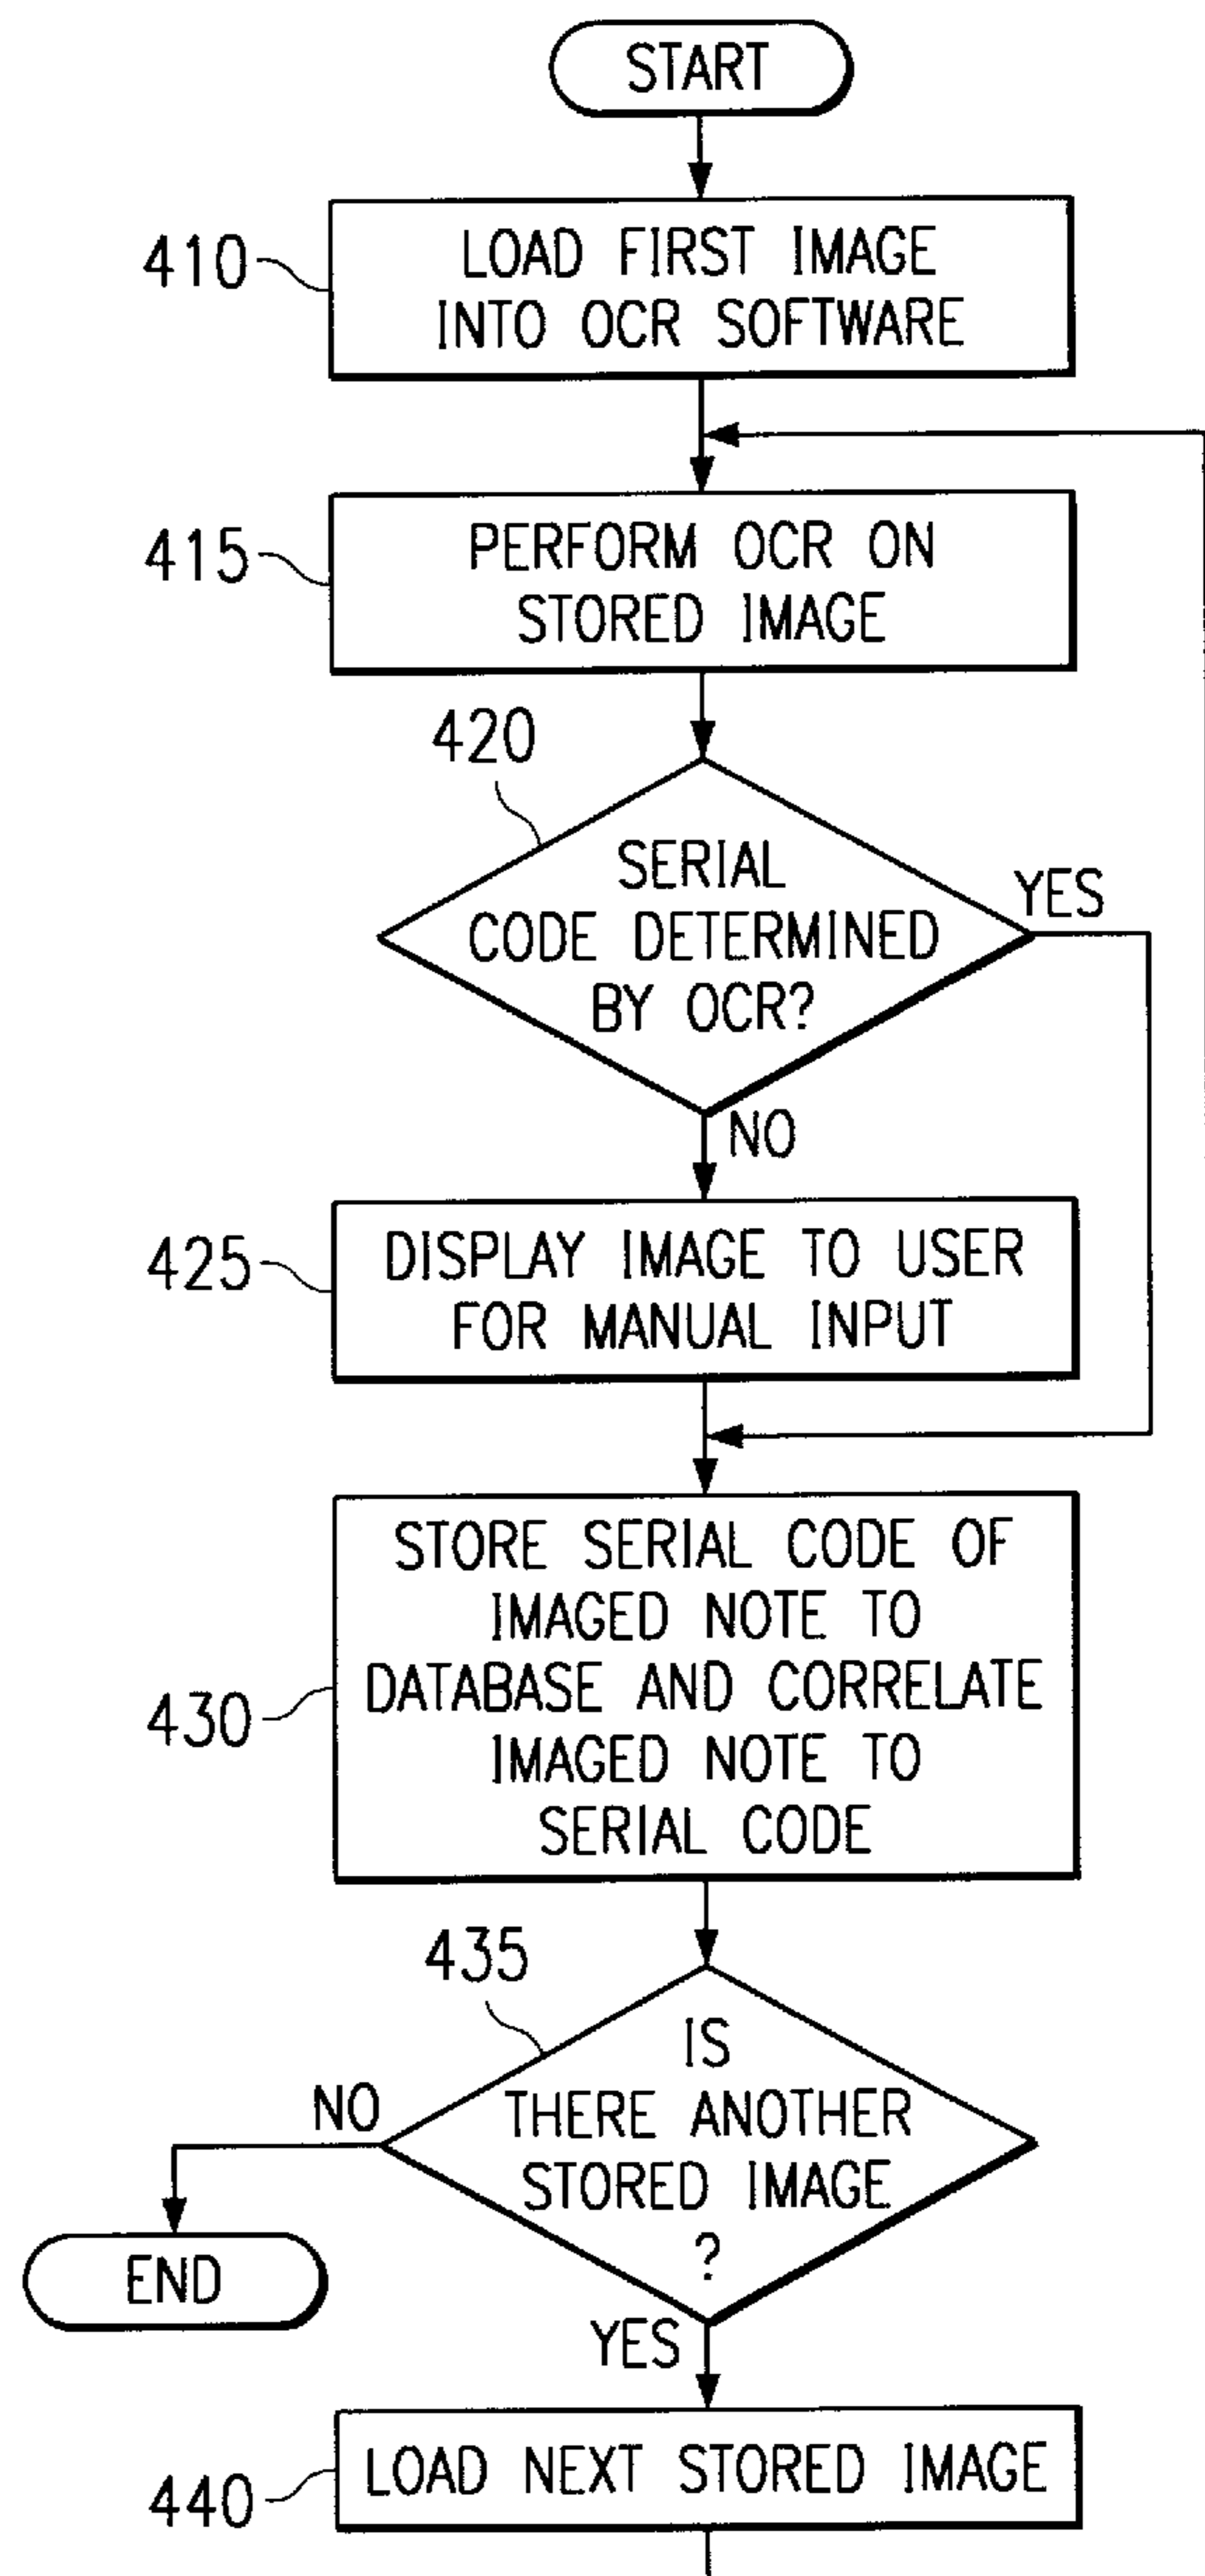 START
410
LOAD FIRST IMAGE
INTO OCR SOFTWARE
415
PERFORM OCR ON
STORED IMAGE
420
SERIAL
CODE DETERMINED
BY OCR?
YES
NO
425
DISPLAY IMAGE TO USER
FOR MANUAL INPUT
430
STORE SERIAL CODE OF
IMAGED NOTE TO
DATABASE AND CORRELATE
IMAGED NOTE TO
SERIAL CODE
435
IS
THERE ANOTHER
STORED IMAGE
?
NO
END
YES
440
LOAD NEXT STORED IMAGE